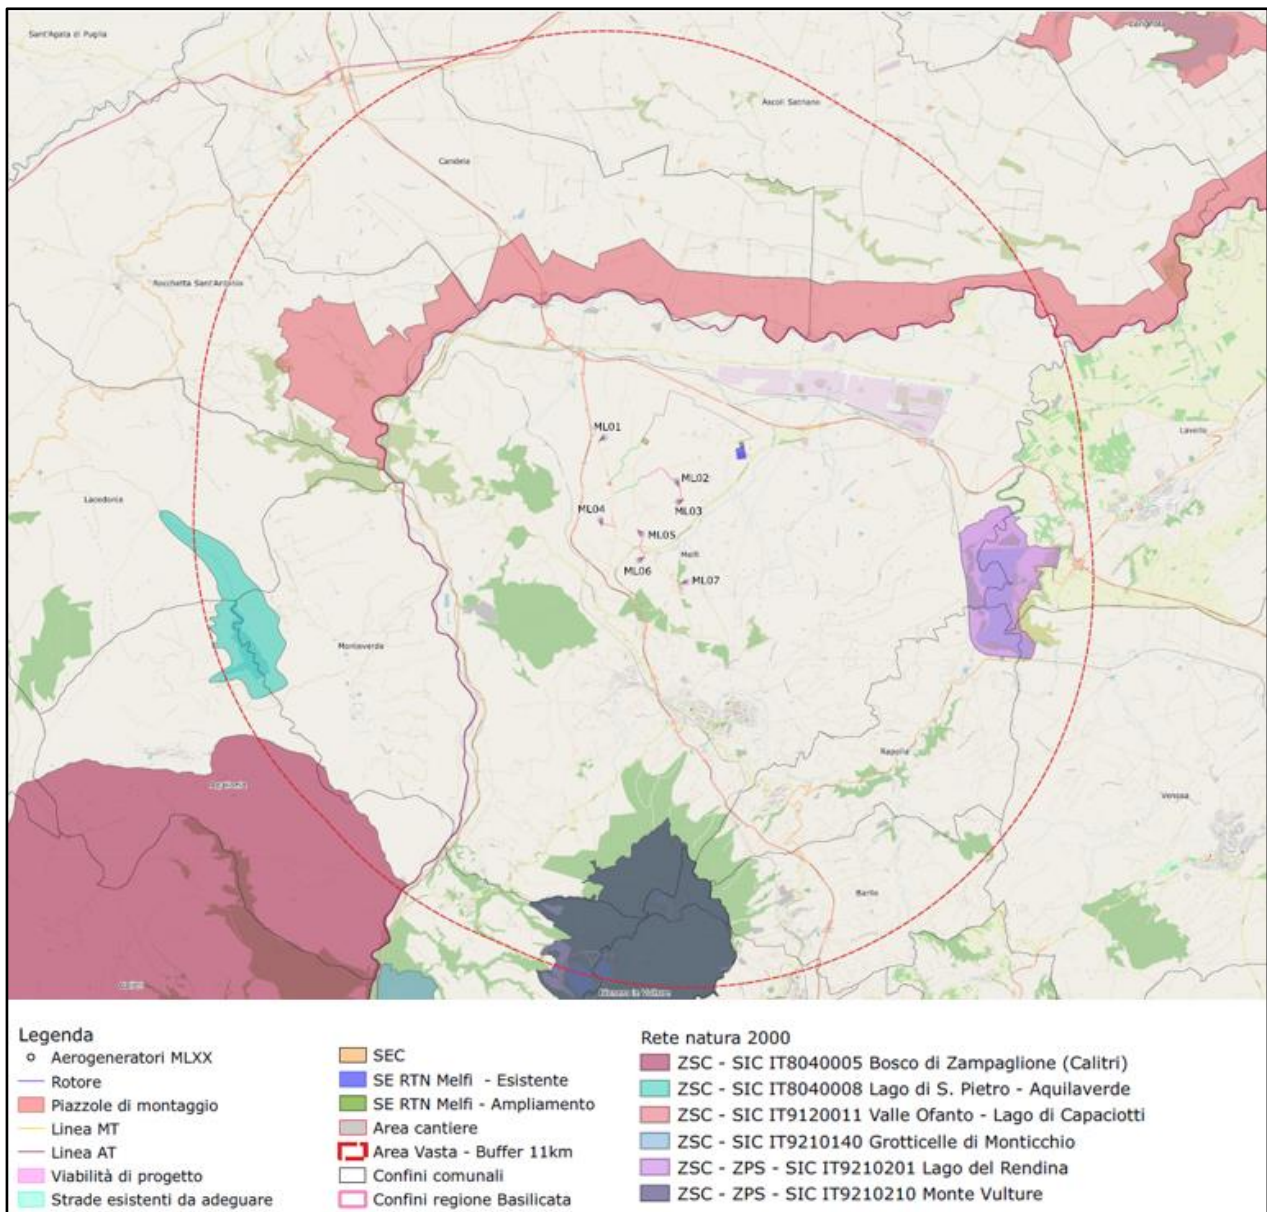 Sant'Agata di Puglia
Cerignola
Ascoli Satriano
Candela
Rocchetta Sant'Antonio
ML01
Lavello
ML02
Lacedonia
ML03
ML04
ML05
Melfi
ML06
ML07
Monteverde
Rapolla
Aquilonia
Venosa
Barile
Calitri
Legenda
Aerogeneratori MLXX
Rotore
Piazzole di montaggio
Linea MT
Linea AT
Viabilità di progetto
Strade esistenti da adeguare
SEC
SE RTN Melfi - Esistente
SE RTN Melfi - Ampliamento
Area cantiere
Area Vasta - Buffer 11km
Confini comunali
Confini regione Basilicata
Rete natura 2000
ZSC - SIC IT8040005 Bosco di Zampaglione (Calitri)
ZSC - SIC IT8040008 Lago di S. Pietro - Aquilaverde
ZSC - SIC IT9120011 Valle Ofanto - Lago di Capaciotti
ZSC - SIC IT9210140 Grotticelle di Monticchio
ZSC - ZPS - SIC IT9210201 Lago del Rendina
ZSC - ZPS - SIC IT9210210 Monte Vulture